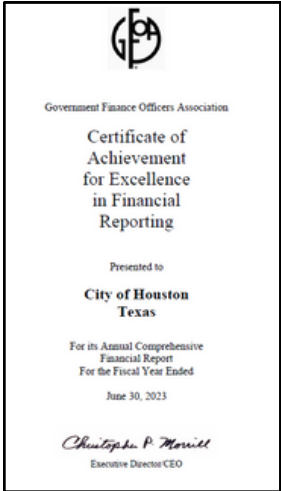 GFOA
Government Finance Officers Association
Certificate of
Achievement
for Excellence
in Financial
Reporting
Presented to
City of Houston
Texas
For its Annual Comprehensive
Financial Report
For the Fiscal Year Ended
June 30, 2023
Christopher P. Morrill
Executive Director/CEO